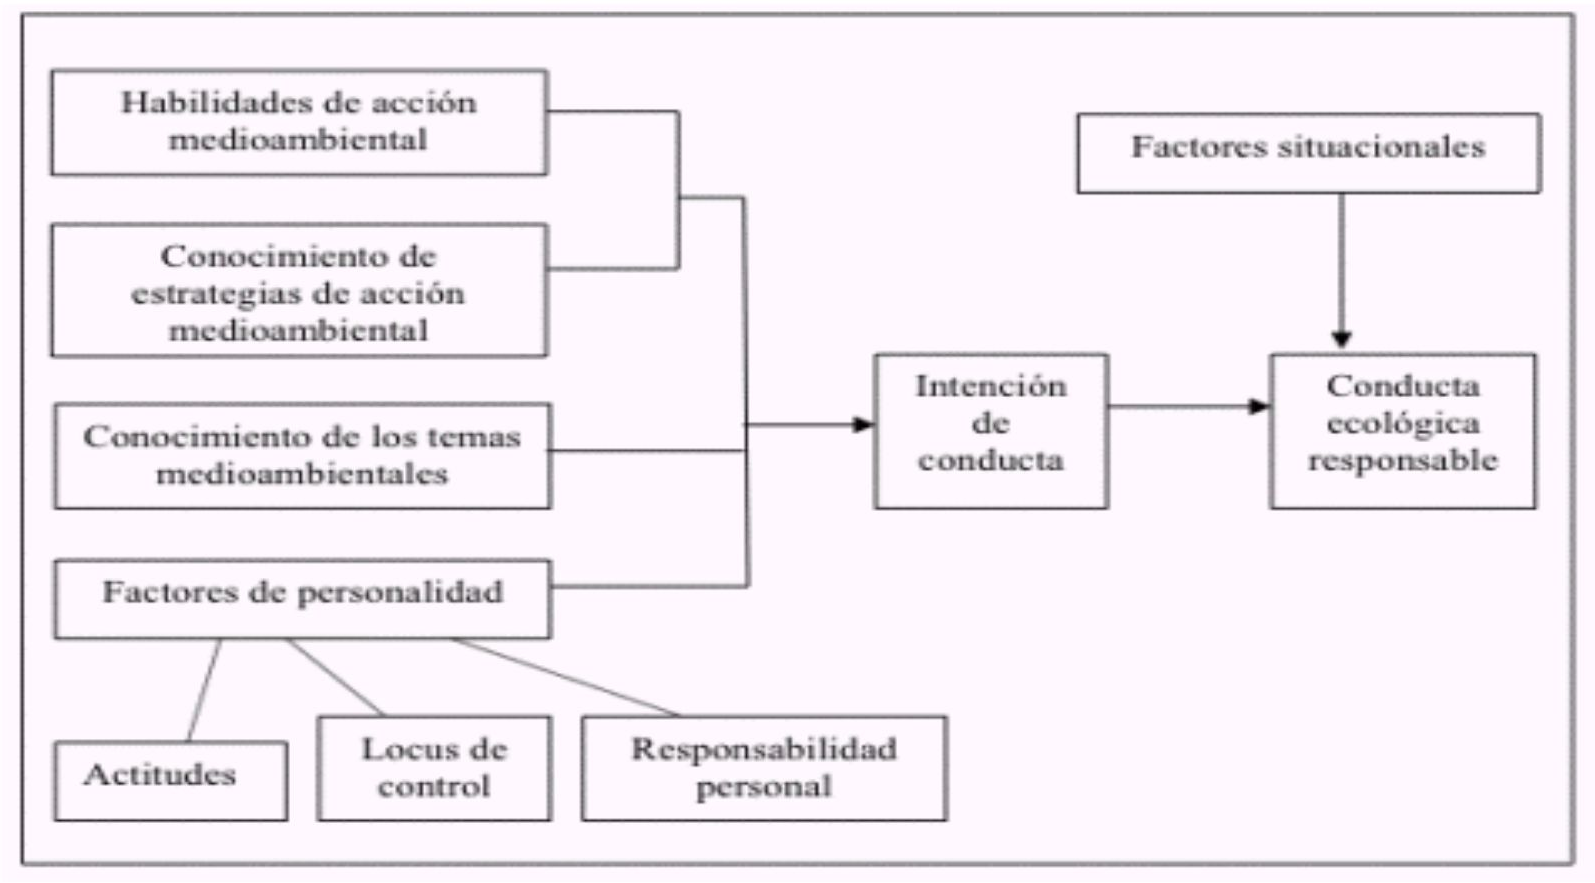 Habilidades de acción
medioambiental
Factores situacionales
Conocimiento de
estrategias de acción
medioambiental
Conocimiento de los temas
medioambientales
Intención
de
conducta
Conducta
ecológica
responsable
Factores de personalidad
Actitudes
Locus de
control
Responsabilidad
personal